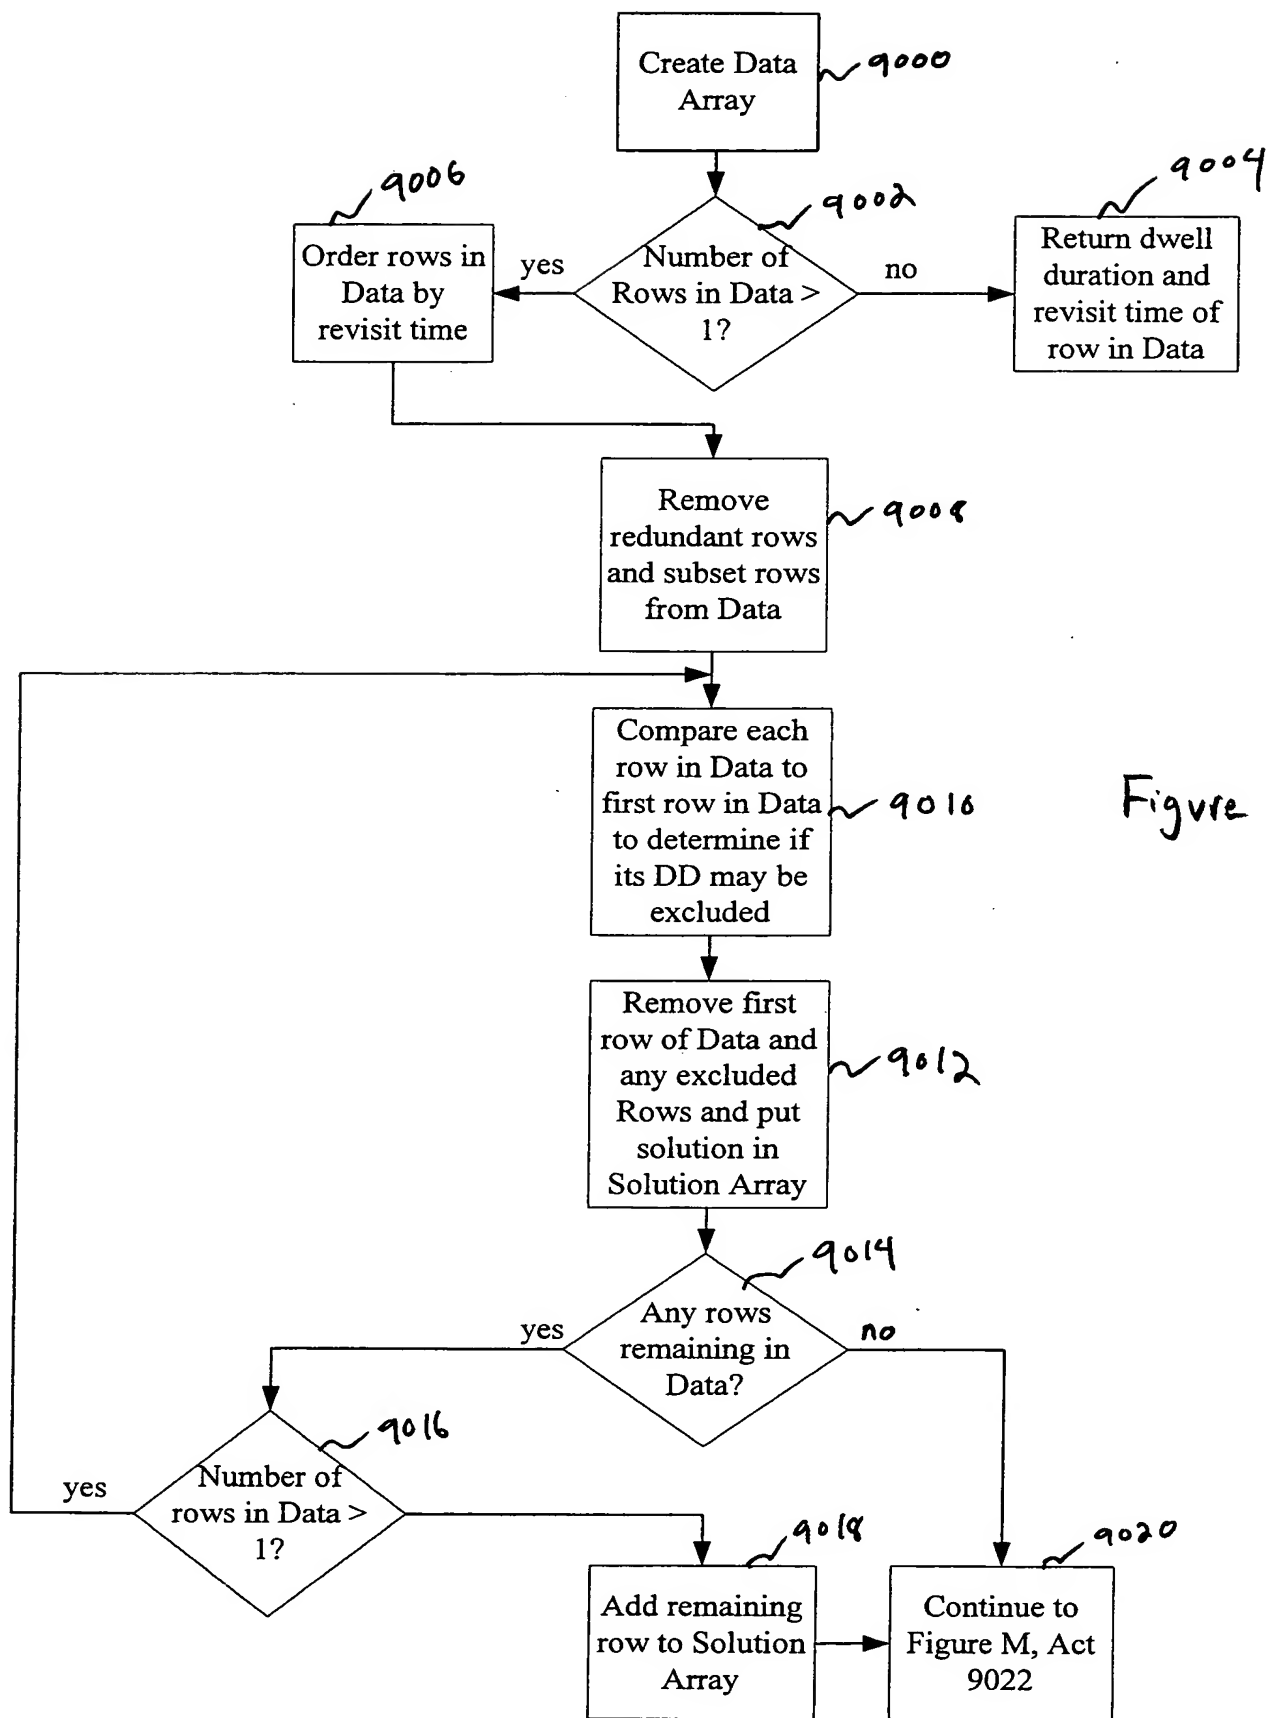 Create Data
Array
9000
9006
9002
9004
Order rows in
Data by
revisit time
yes
Number of
Rows in Data >
1?
no
Return dwell
duration and
revisit time of
row in Data
Remove
redundant rows
and subset rows
from Data
9008
Compare each
row in Data to
first row in Data
to determine if
its DD may be
excluded
9010
Figure
Remove first
row of Data and
any excluded
Rows and put
solution in
Solution Array
9012
9014
yes
Any rows
remaining in
Data?
no
9016
yes
Number of
rows in Data >
1?
9018
9020
Add remaining
row to Solution
Array
Continue to
Figure M, Act
9022